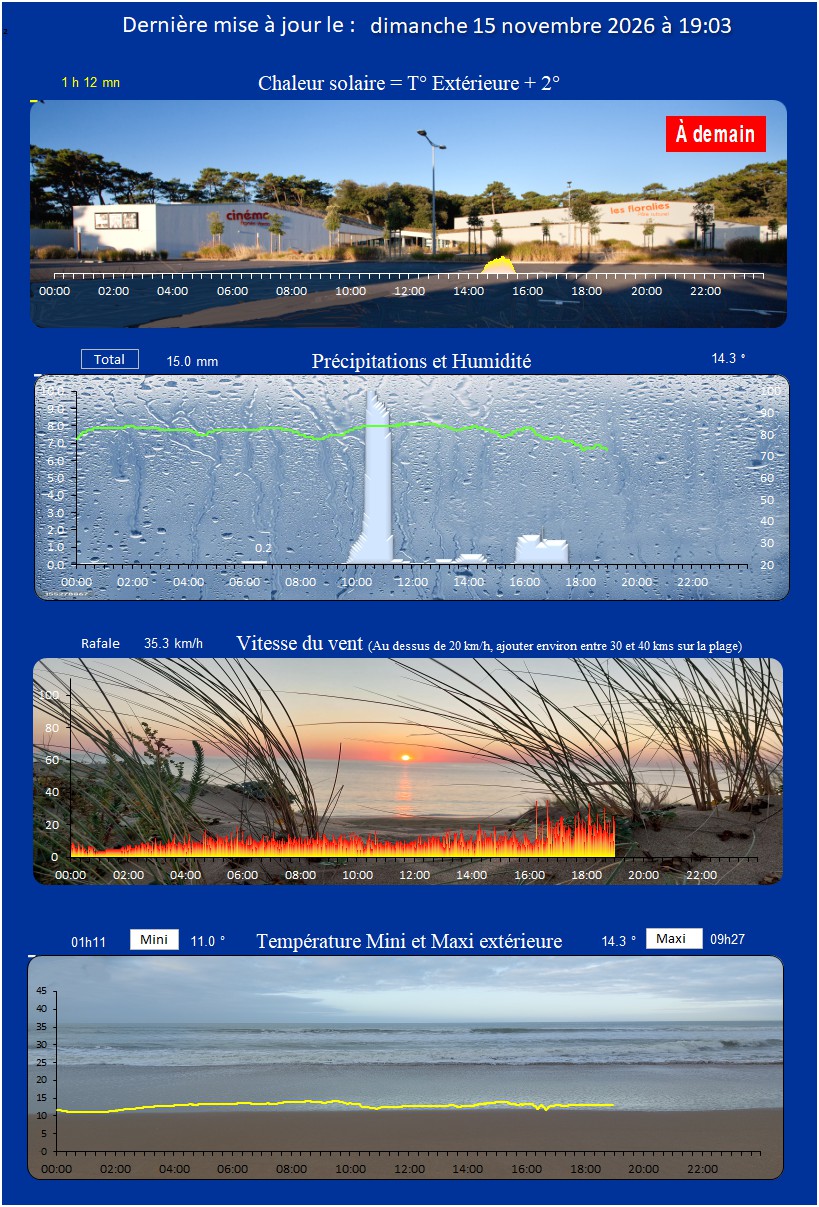 Dernière mise à jour le : dimanche 15 novembre 2026 à 19:03
1 h 12 mn
Chaleur solaire = T° Extérieure + 2°
À demain
les floralies
00:00 02:00 04:00 06:00 08:00 10:00 12:00 14:00 16:00 18:00 20:00 22:00
Total 15.0 mm Précipitations et Humidité 14.3 °
10.0 100
9.0 90
8.0 80
7.0
6.0 70
5.0 60
4.0 50
3.0
2.0 40
1.0 0.2 30
0.0 20
00:00 02:00 04:00 06:00 08:00 10:00 12:00 14:00 16:00 18:00 20:00 22:00
Rafale 35.3 km/h Vitesse du vent (Au dessus de 20 km/h, ajouter environ entre 30 et 40 kms sur la plage)
100
80
60
40
20
0
00:00 02:00 04:00 06:00 08:00 10:00 12:00 14:00 16:00 18:00 20:00 22:00
01h11 Mini 11.0 ° Température Mini et Maxi extérieure 14.3 ° Maxi 09h27
45
40
35
30
25
20
15
10
5
0
00:00 02:00 04:00 06:00 08:00 10:00 12:00 14:00 16:00 18:00 20:00 22:00